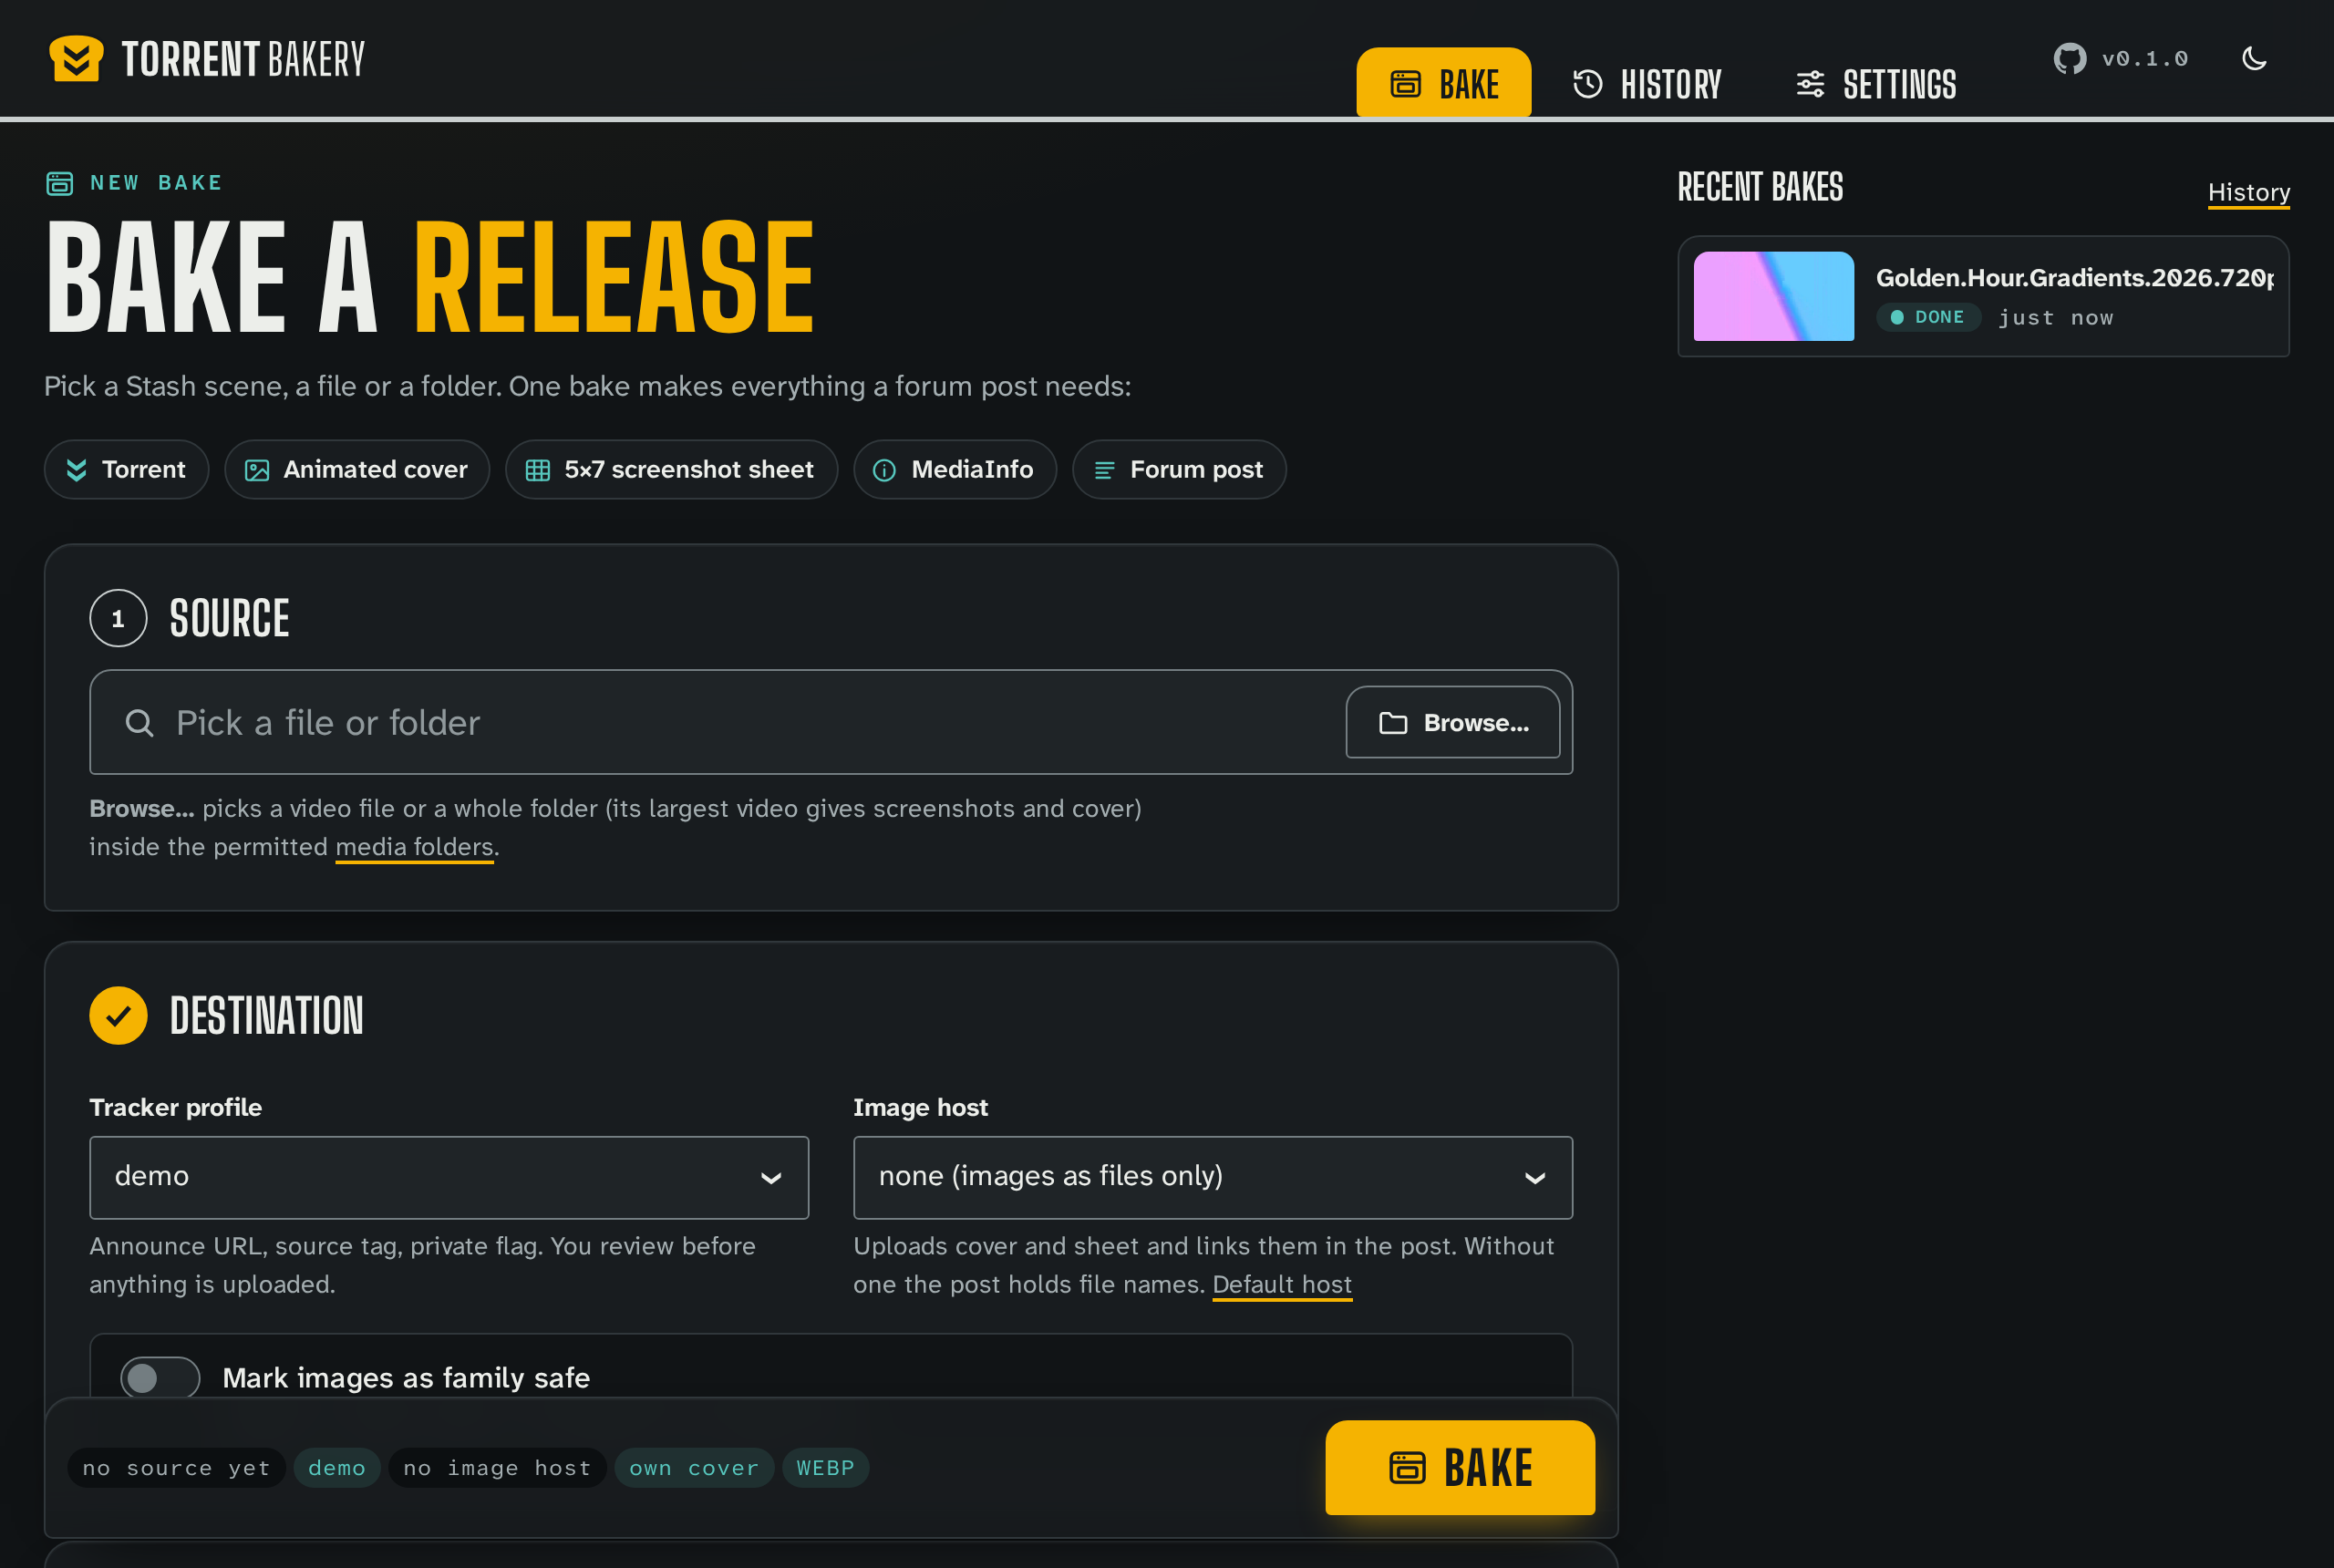 TORRENT BAKERY
BAKE
HISTORY
SETTINGS
v0.1.0
NEW BAKE
BAKE A RELEASE
Pick a Stash scene, a file or a folder. One bake makes everything a forum post needs:
Torrent
Animated cover
5×7 screenshot sheet
MediaInfo
Forum post
1 SOURCE
Pick a file or folder
Browse...
Browse... picks a video file or a whole folder (its largest video gives screenshots and cover)
inside the permitted media folders.
DESTINATION
Tracker profile
demo
Announce URL, source tag, private flag. You review before
anything is uploaded.
Image host
none (images as files only)
Uploads cover and sheet and links them in the post. Without
one the post holds file names. Default host
Mark images as family safe
no source yet
demo
no image host
own cover
WEBP
BAKE
RECENT BAKES
History
Golden.Hour.Gradients.2026.720p
DONE
just now